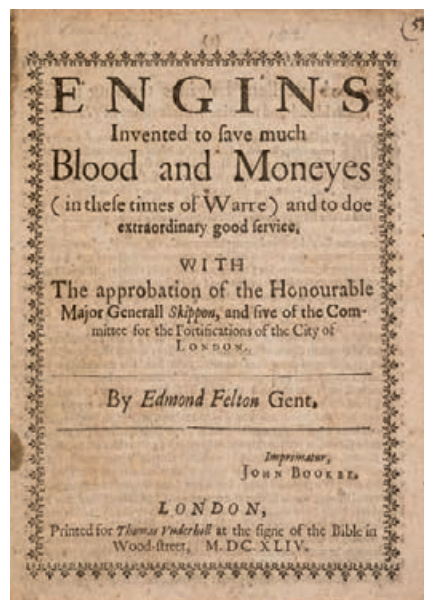 (5
ENGINS
Invented to ſave much
Blood and Moneyes
(in theſe times of Warre) and to doe
extraordinary good ſervice.
WITH
The approbation of the Honourable
Major Generall Skippon, and five of the Com-
mittee for the Fortifications of the City of
LONDON.
By Edmond Felton Gent.
Imprimatur,
JOHN BOOKER.
LONDON,
Printed for Thomas Vnderhill at the ſigne of the Bible in
Wood-ſtreet, M.DC.XLIV.